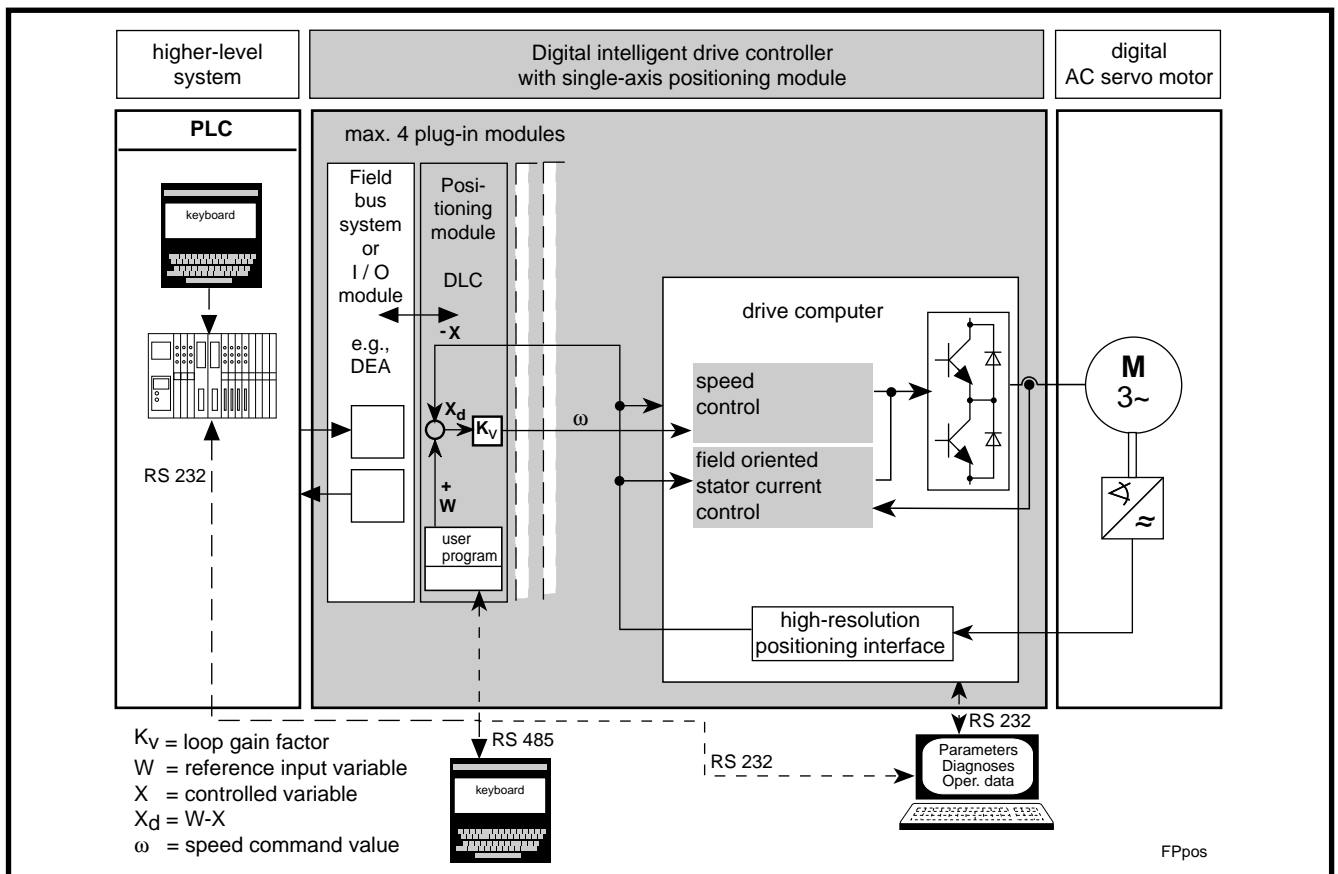 higher-level
system
Digital intelligent drive controller
with single-axis positioning module
digital
AC servo motor
PLC
max. 4 plug-in modules
keyboard
Field
bus
system
or
I / O
module
e.g.,
DEA
Posi-
tioning
module
DLC
- X
Xd
KV
+
W
user
program
ω
drive computer
speed
control
field oriented
stator current
control
high-resolution
positioning interface
M
3~
≈
RS 232
RS 485
RS 232
RS 232
keyboard
Parameters
Diagnoses
Oper. data
KV = loop gain factor
W = reference input variable
X = controlled variable
Xd = W-X
ω = speed command value
FPpos